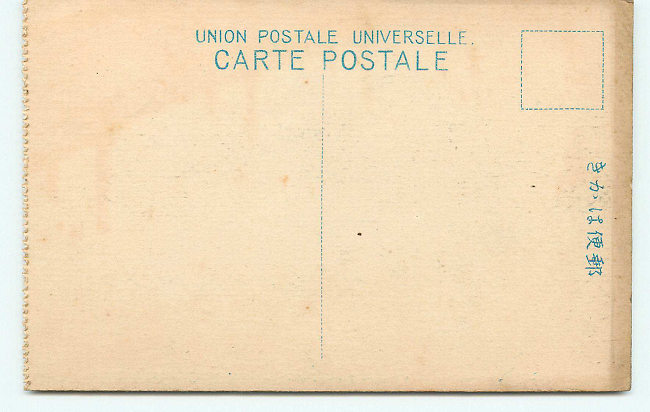 UNION POSTALE UNIVERSELLE.
CARTE POSTALE
郵便はがき